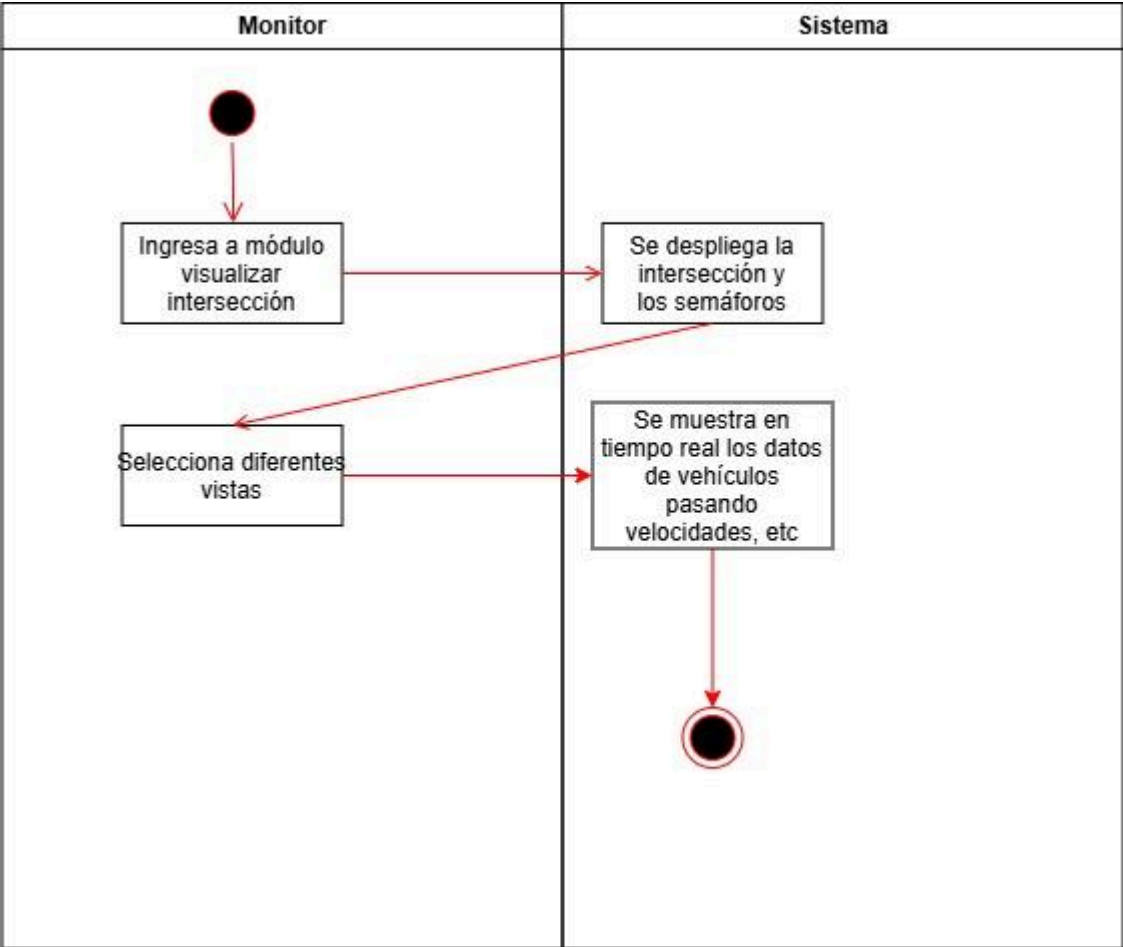 Monitor
Sistema
Ingresa a módulo
visualizar
intersección
Se despliega la
intersección y
los semáforos
Selecciona diferentes
vistas
Se muestra en
tiempo real los datos
de vehículos
pasando
velocidades, etc